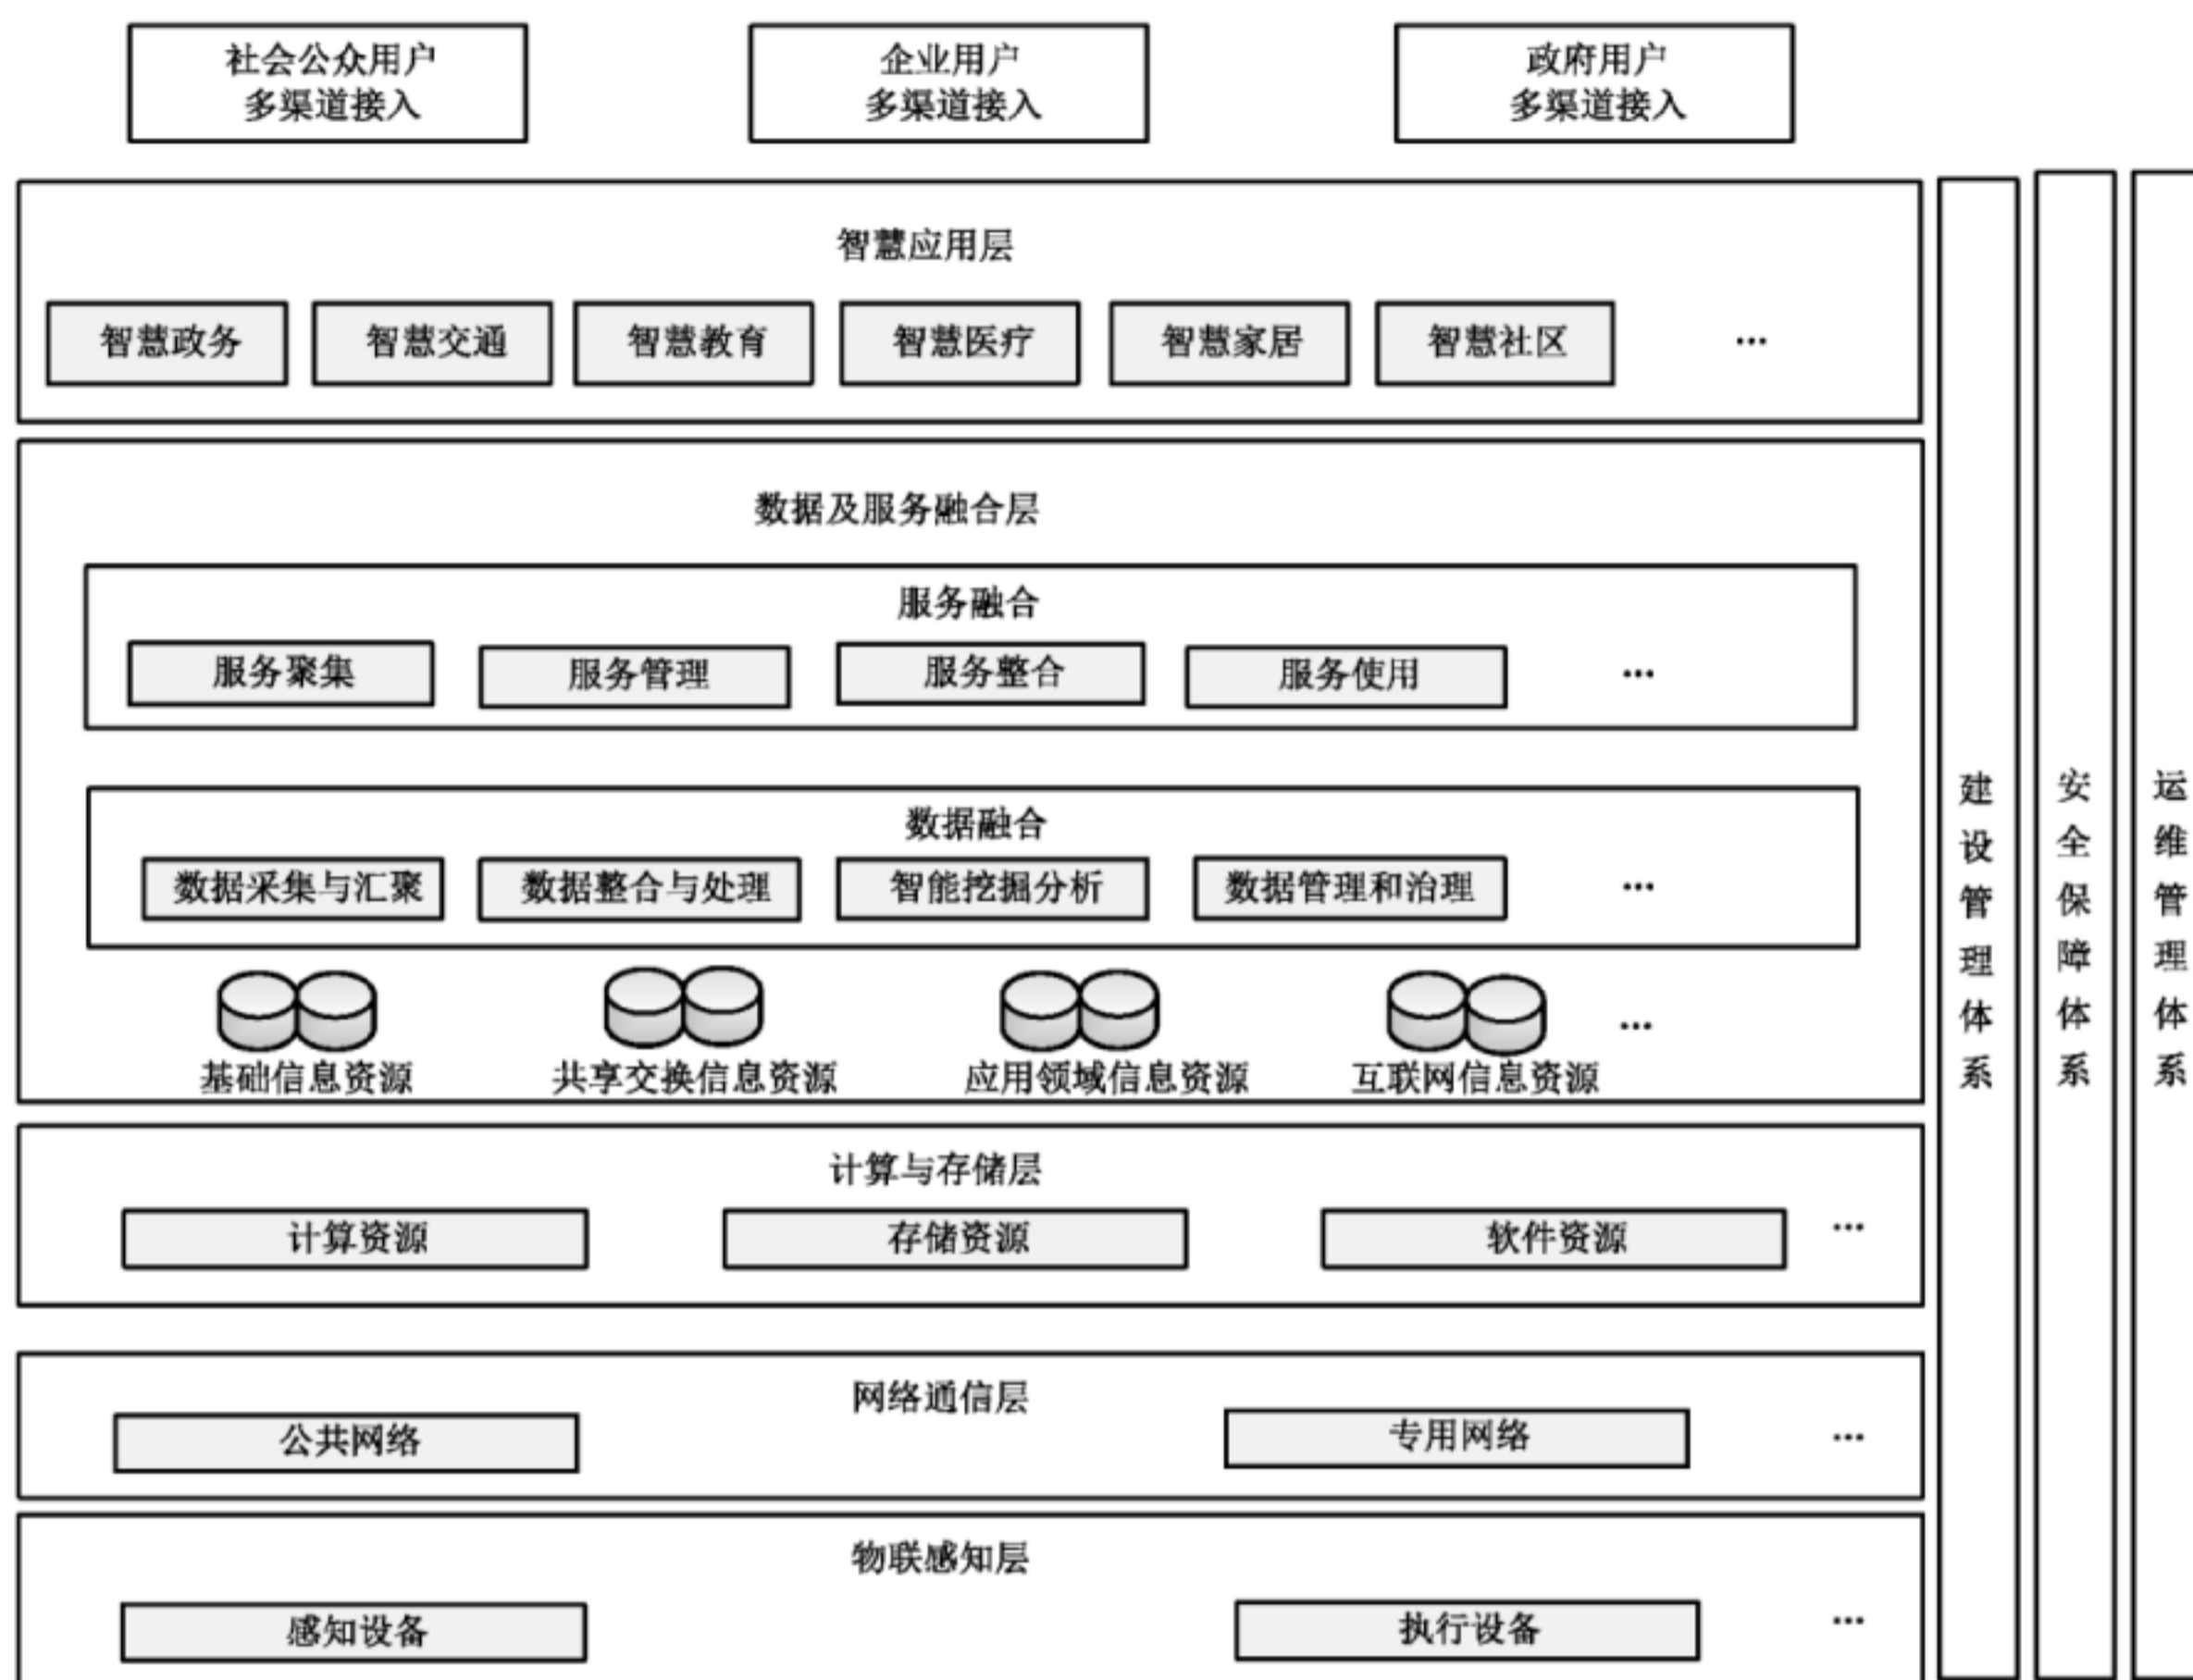 社会公众用户
多渠道接入
企业用户
多渠道接入
政府用户
多渠道接入
智慧应用层
智慧政务
智慧交通
智慧教育
智慧医疗
智慧家居
智慧社区
...
数据及服务融合层
服务融合
服务聚集
服务管理
服务整合
服务使用
...
数据融合
数据采集与汇聚
数据整合与处理
智能挖掘分析
数据管理和治理
...
基础信息资源
共享交换信息资源
应用领域信息资源
互联网信息资源
...
计算与存储层
计算资源
存储资源
软件资源
...
网络通信层
公共网络
专用网络
...
物联感知层
感知设备
执行设备
...
建设管理体系
安全保障体系
运维管理体系